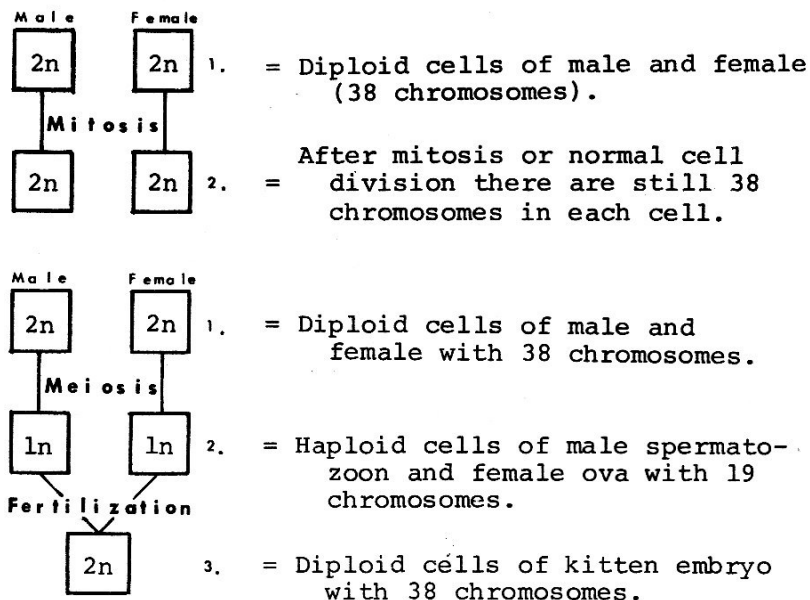 Male Female
2n 2n 1. = Diploid cells of male and female
(38 chromosomes).
Mitosis
After mitosis or normal cell
2n 2n 2. = division there are still 38
chromosomes in each cell.
Male Female
2n 2n 1. = Diploid cells of male and
female with 38 chromosomes.
Meiosis
1n 1n 2. = Haploid cells of male spermato-
zoon and female ova with 19
chromosomes.
Fertilization
2n 3. = Diploid cells of kitten embryo
with 38 chromosomes.